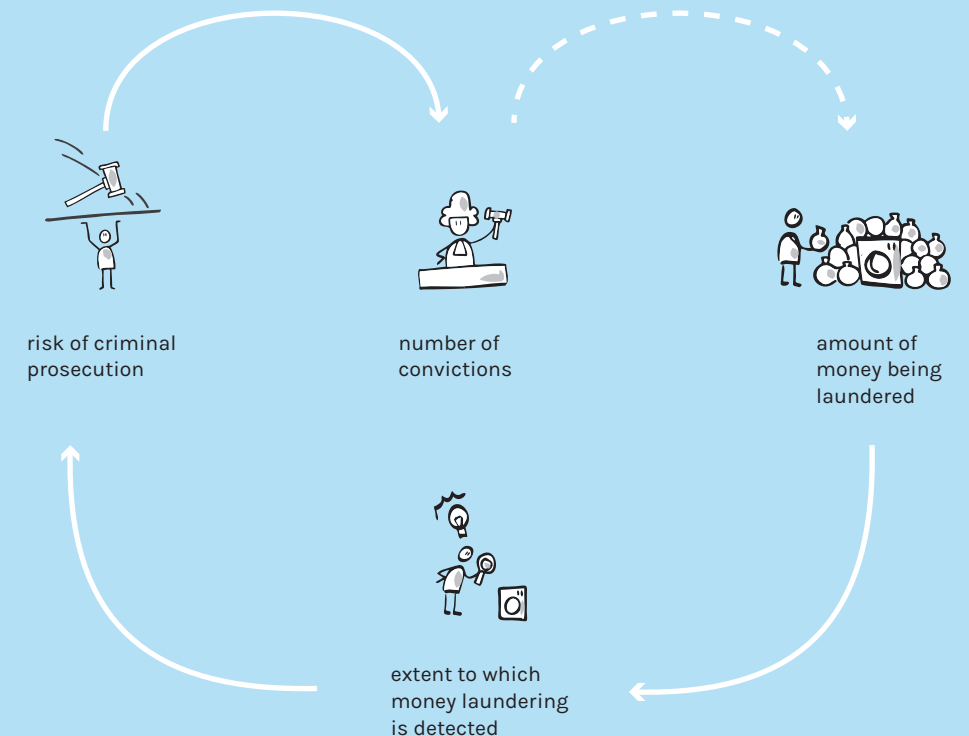 risk of criminal
prosecution
number of
convictions
amount of
money being
laundered
extent to which
money laundering
is detected